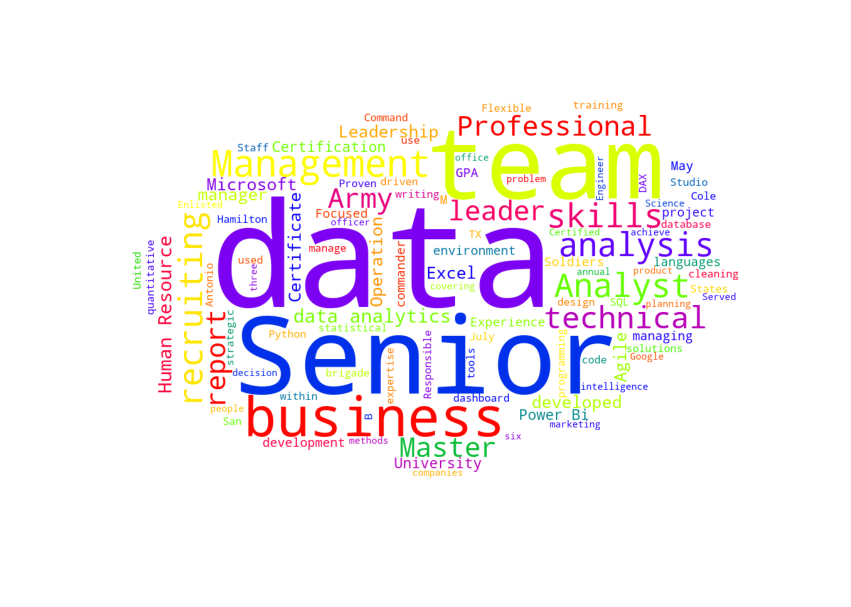 Flexible
training
Command
Professional
Leadership
use
team
Certification
Staff
office
Management
May
GPA
problem
Engineer
Microsoft
Proven
driven
DAX
Studio
manager
Army
writing
M
Science
Cole
Enlisted
Focused
leader
skills
project
Hamilton
officer
database
data
TX
Certified
achieve
recruiting
Certificate
Operation
commander
manage
environment
analysis
United
quantitative
Human Resource
Antonio
used
three
Excel
Soldiers
languages
annual
product
cleaning
covering
Analyst
States
Served
design
SQL
planning
report
strategic
data analytics
Experience
technical
statistical
Python
Senior
July
managing
solutions
Agile
programming
code
Google
decision
brigade
expertise
Responsible
tools
intelligence
within
dashboard
developed
people
San
business
B
Power Bi
marketing
development
methods
six
Master
University
companies